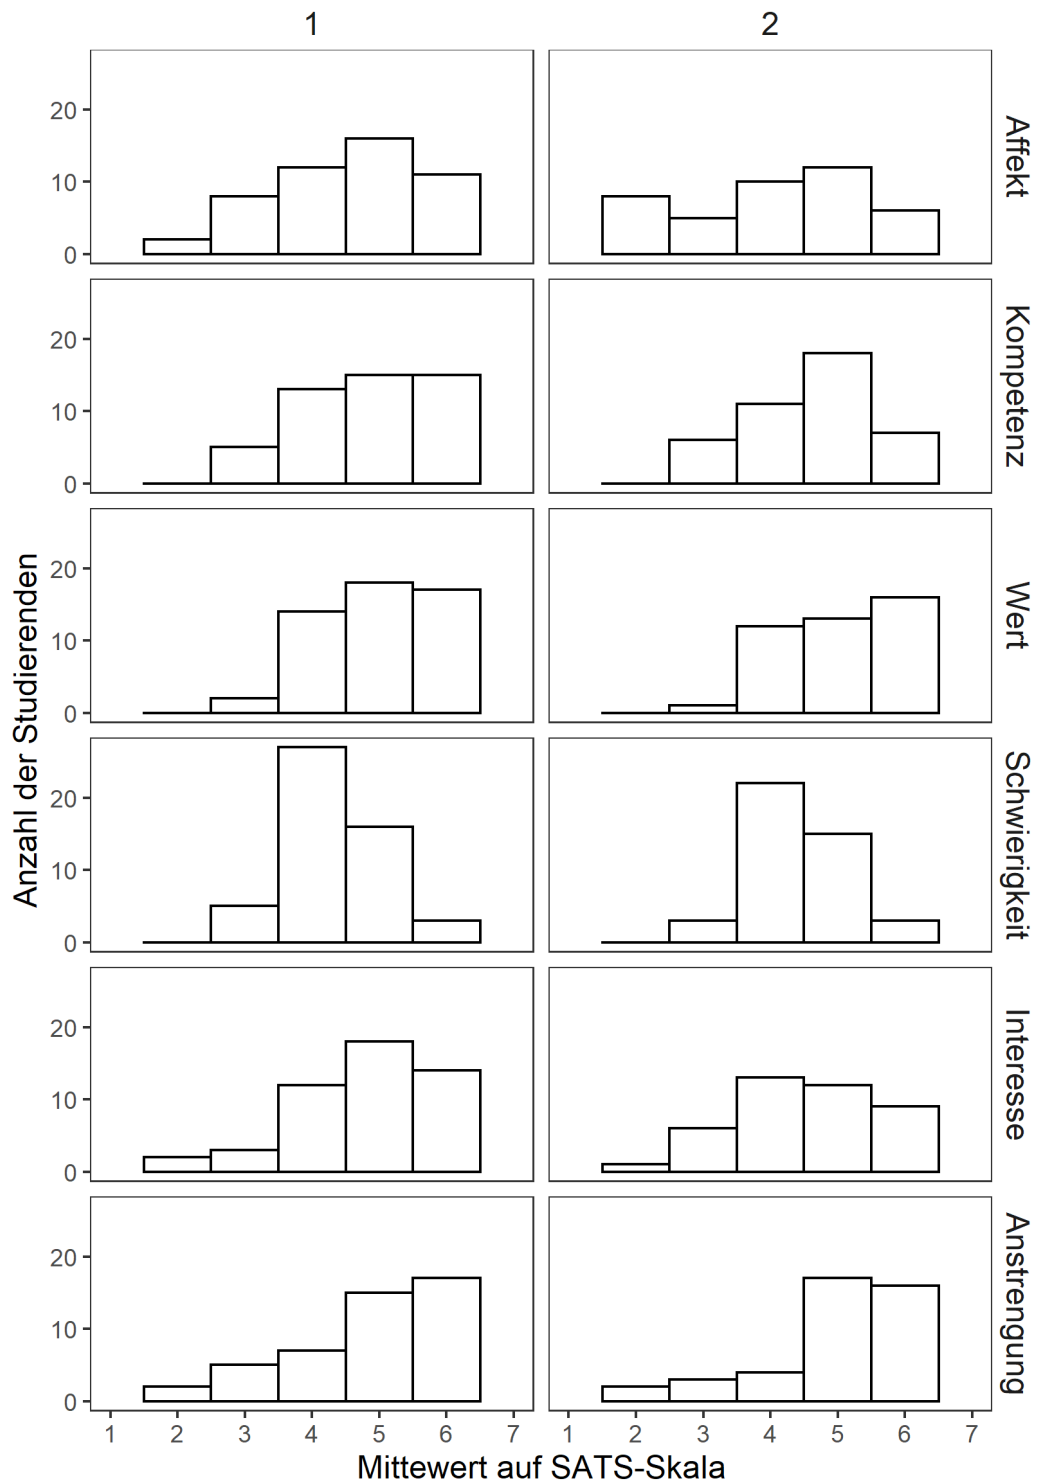 1 2
20
10
0
Affekt
20
10
0
Kompetenz
20
10
0
Wert
20
10
0
Schwierigkeit
20
10
0
Interesse
20
10
0
Anstrengung
Anzahl der Studierenden
1 2 3 4 5 6 7 1 2 3 4 5 6 7
Mittewert auf SATS-Skala